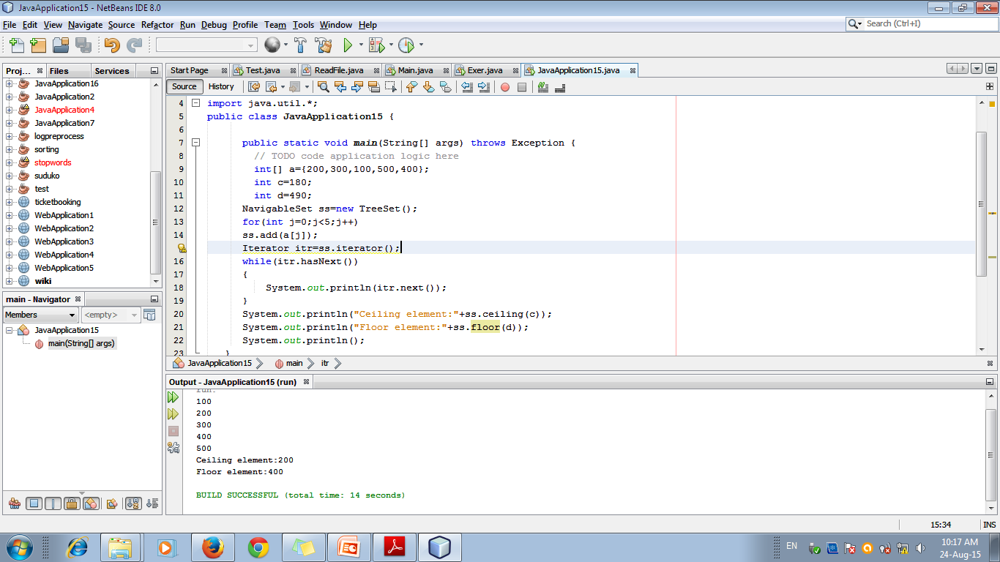 JavaApplication15 - NetBeans IDE 8.0
File Edit View Navigate Source Refactor Run Debug Profile Team Tools Window Help
Search (Ctrl+I)
Proj... Files Services
JavaApplication16
JavaApplication2
JavaApplication4
JavaApplication7
logpreprocess
sorting
stopwords
suduko
test
ticketbooking
WebApplication1
WebApplication2
WebApplication3
WebApplication4
WebApplication5
wiki
main - Navigator
Members <empty>
JavaApplication15
main(String[] args)
Start Page Test.java ReadFile.java Main.java Exer.java JavaApplication15.java
Source History
4 import java.util.*;
5 public class JavaApplication15 {
6
7 public static void main(String[] args) throws Exception {
8 // TODO code application logic here
9 int[] a={200,300,100,500,400};
10 int c=180;
11 int d=490;
12 NavigableSet ss=new TreeSet();
13 for(int j=0;j<5;j++)
14 ss.add(a[j]);
Iterator itr=ss.iterator();
16 while(itr.hasNext())
17 {
18 System.out.println(itr.next());
19 }
20 System.out.println("Ceiling element:"+ss.ceiling(c));
21 System.out.println("Floor element:"+ss.floor(d));
22 System.out.println();
23 }
JavaApplication15 main itr
Output - JavaApplication15 (run)
run:
100
200
300
400
500
Ceiling element:200
Floor element:400
BUILD SUCCESSFUL (total time: 14 seconds)
15:34 INS
EN
10:17 AM
24-Aug-15